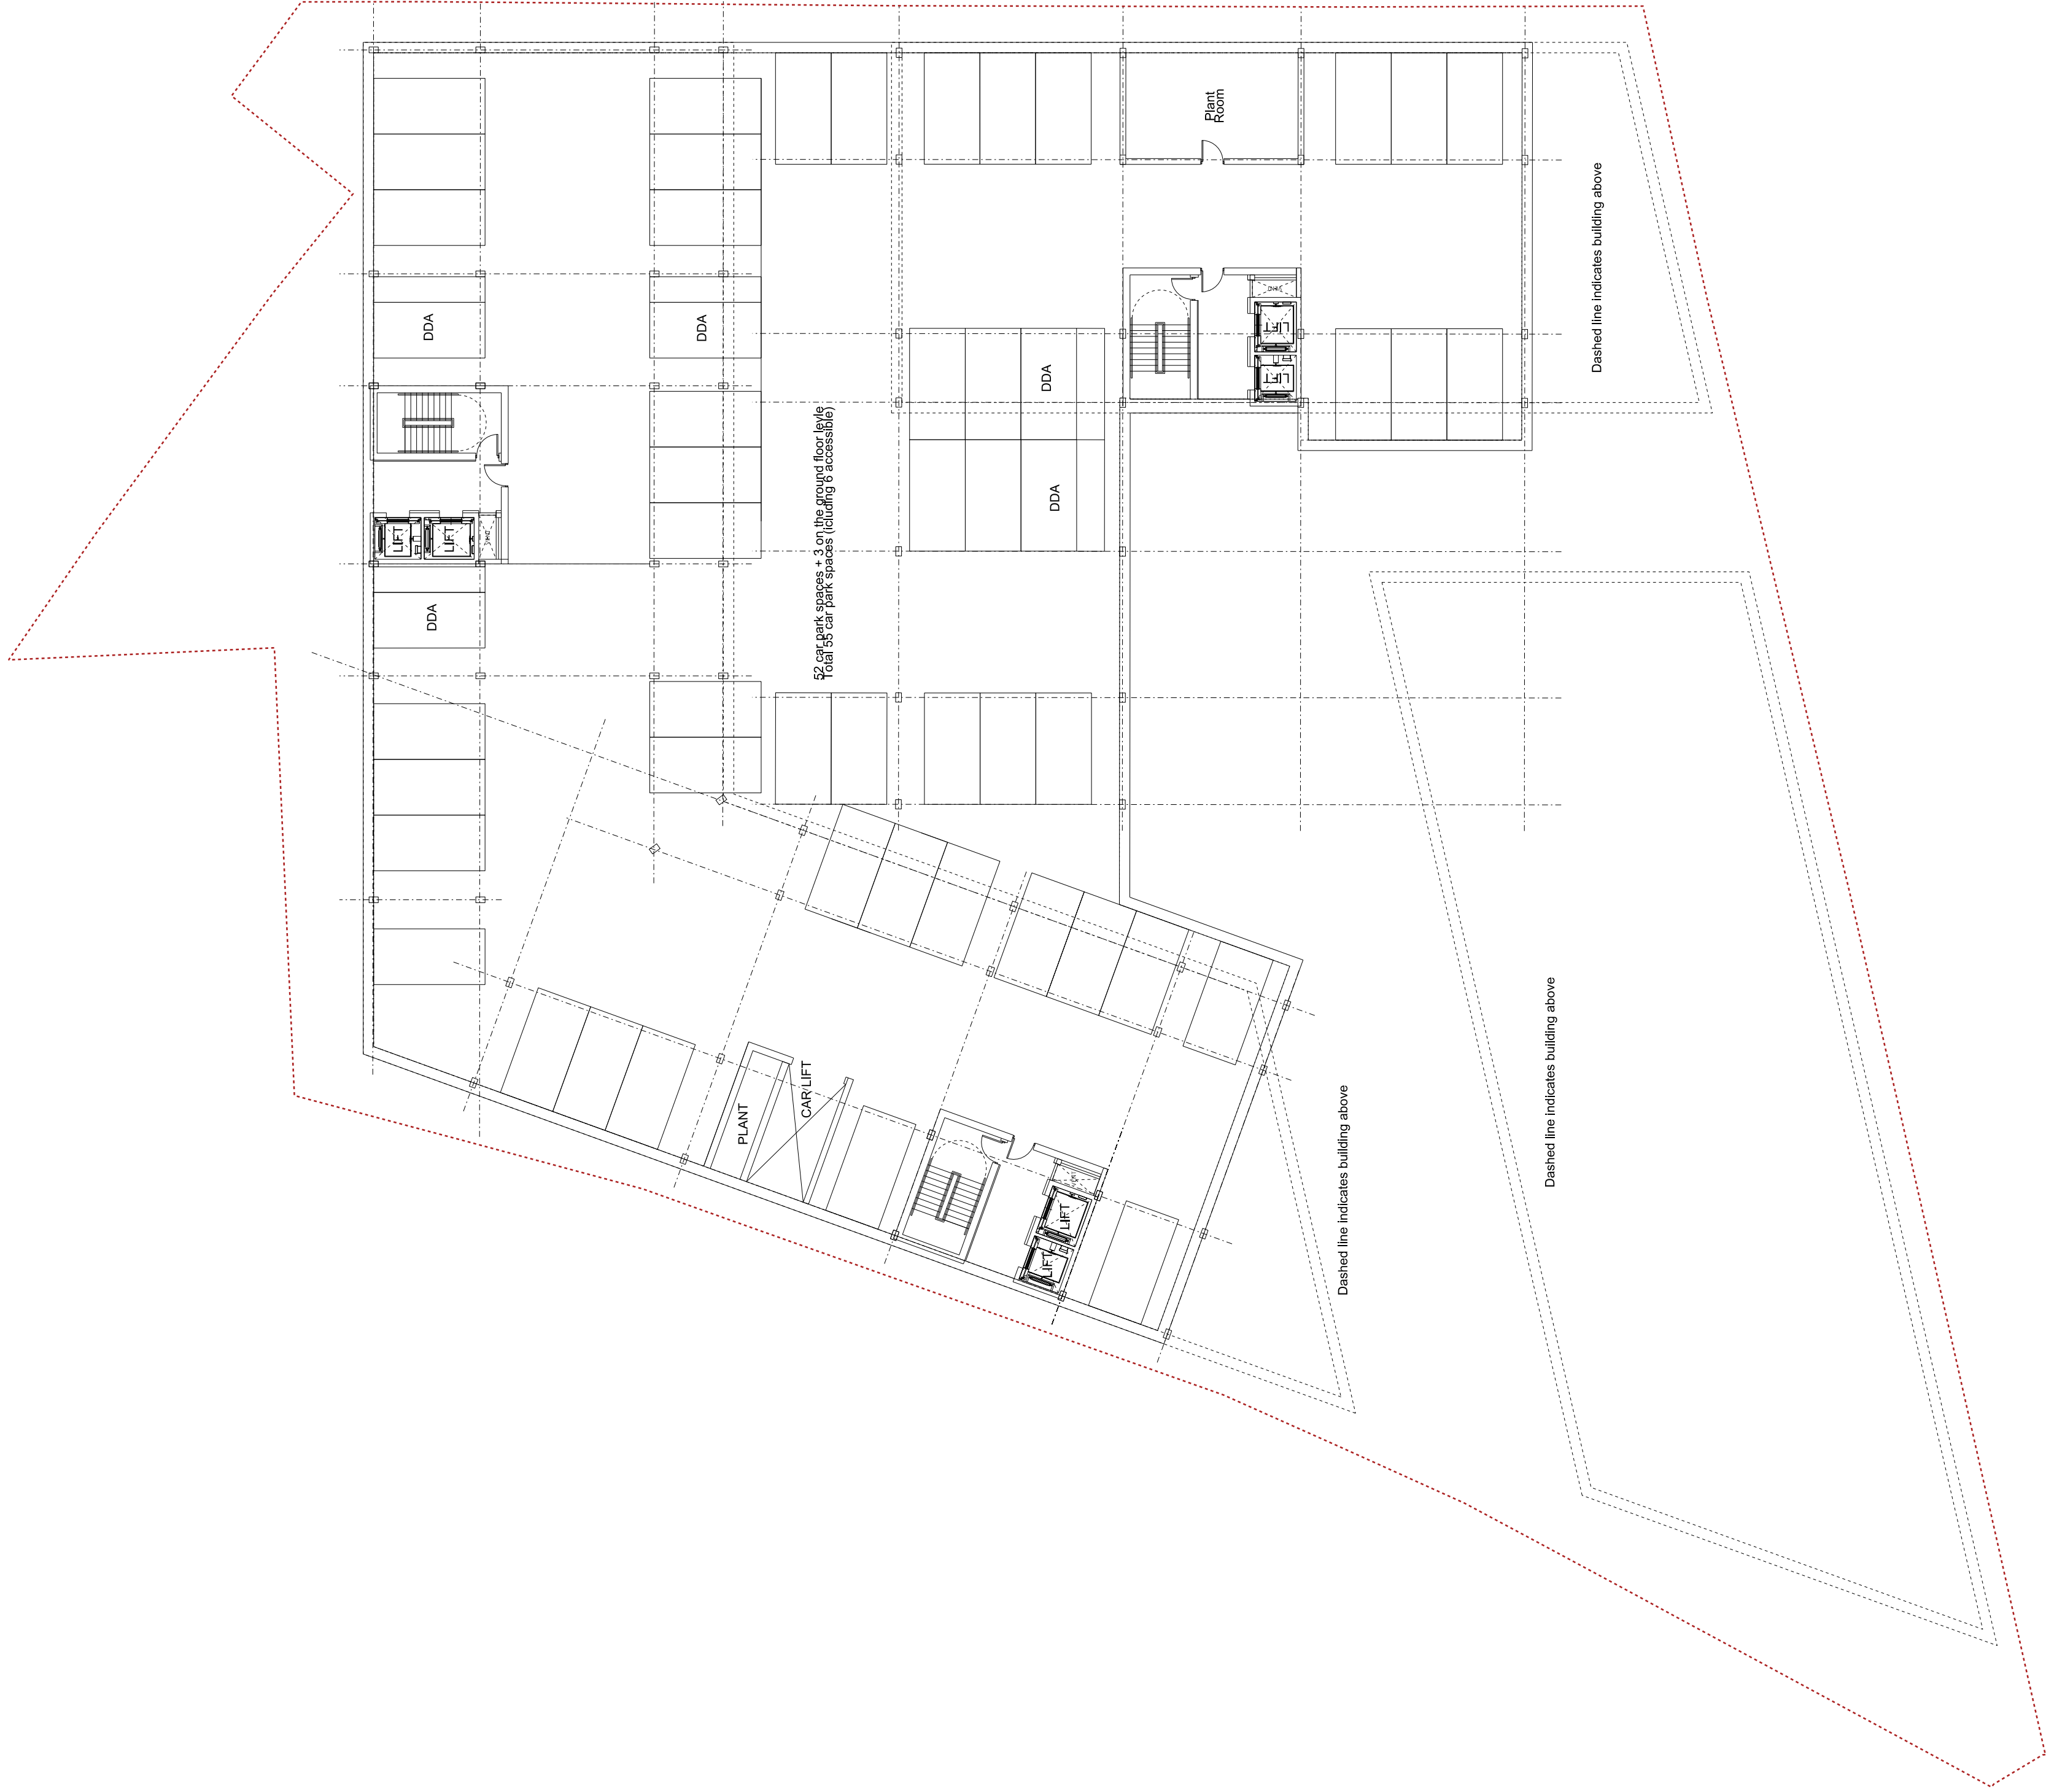 Plant
Room
Dashed line indicates building above
DDA
DDA
DDA
LIFT
LIFT
DDA
52 car park spaces + 3 on the ground floor levle
Total 55 car park spaces (icluding 6 accessible)
LIFT
LIFT
DDA
Dashed line indicates building above
Dashed line indicates building above
PLANT
CAR LIFT
LIFT
LIFT